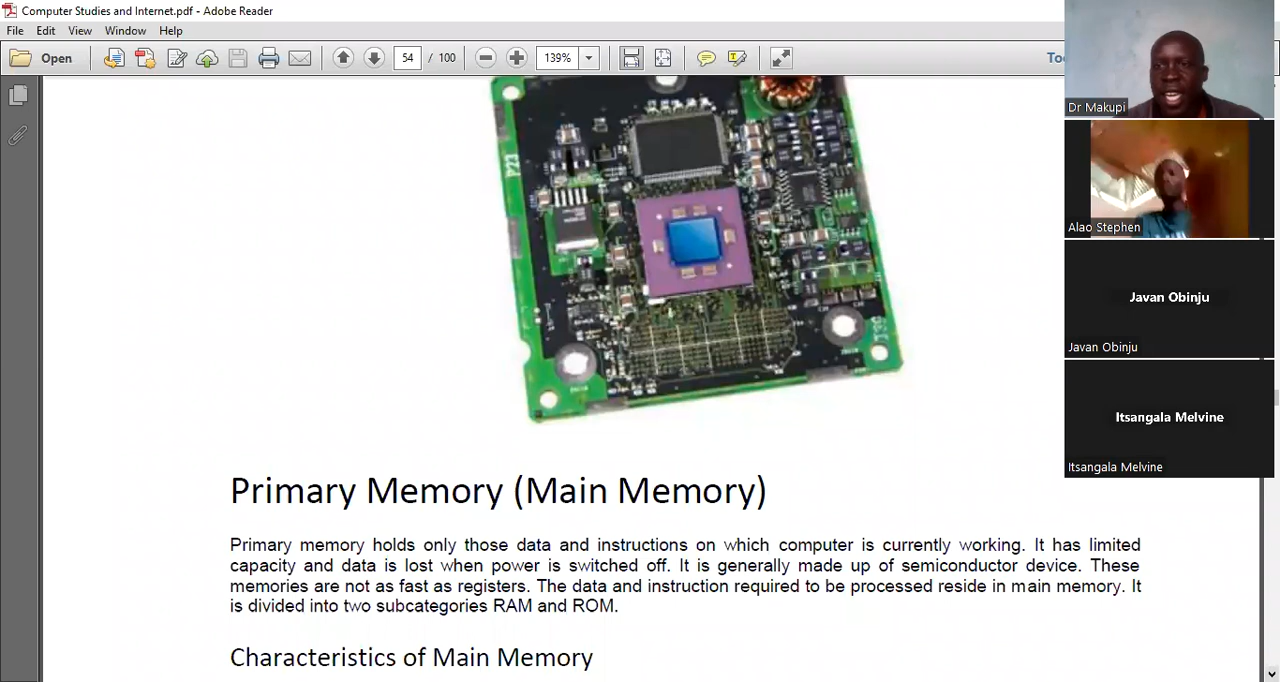 Computer Studies and Internet.pdf - Adobe Reader
File Edit View Window Help
Open 54 / 100 139%
P23
Dr Makupi
Alao Stephen
Javan Obinju
Javan Obinju
Itsangala Melvine
Itsangala Melvine
Primary Memory (Main Memory)
Primary memory holds only those data and instructions on which computer is currently working. It has limited
capacity and data is lost when power is switched off. It is generally made up of semiconductor device. These
memories are not as fast as registers. The data and instruction required to be processed reside in main memory. It
is divided into two subcategories RAM and ROM.
Characteristics of Main Memory